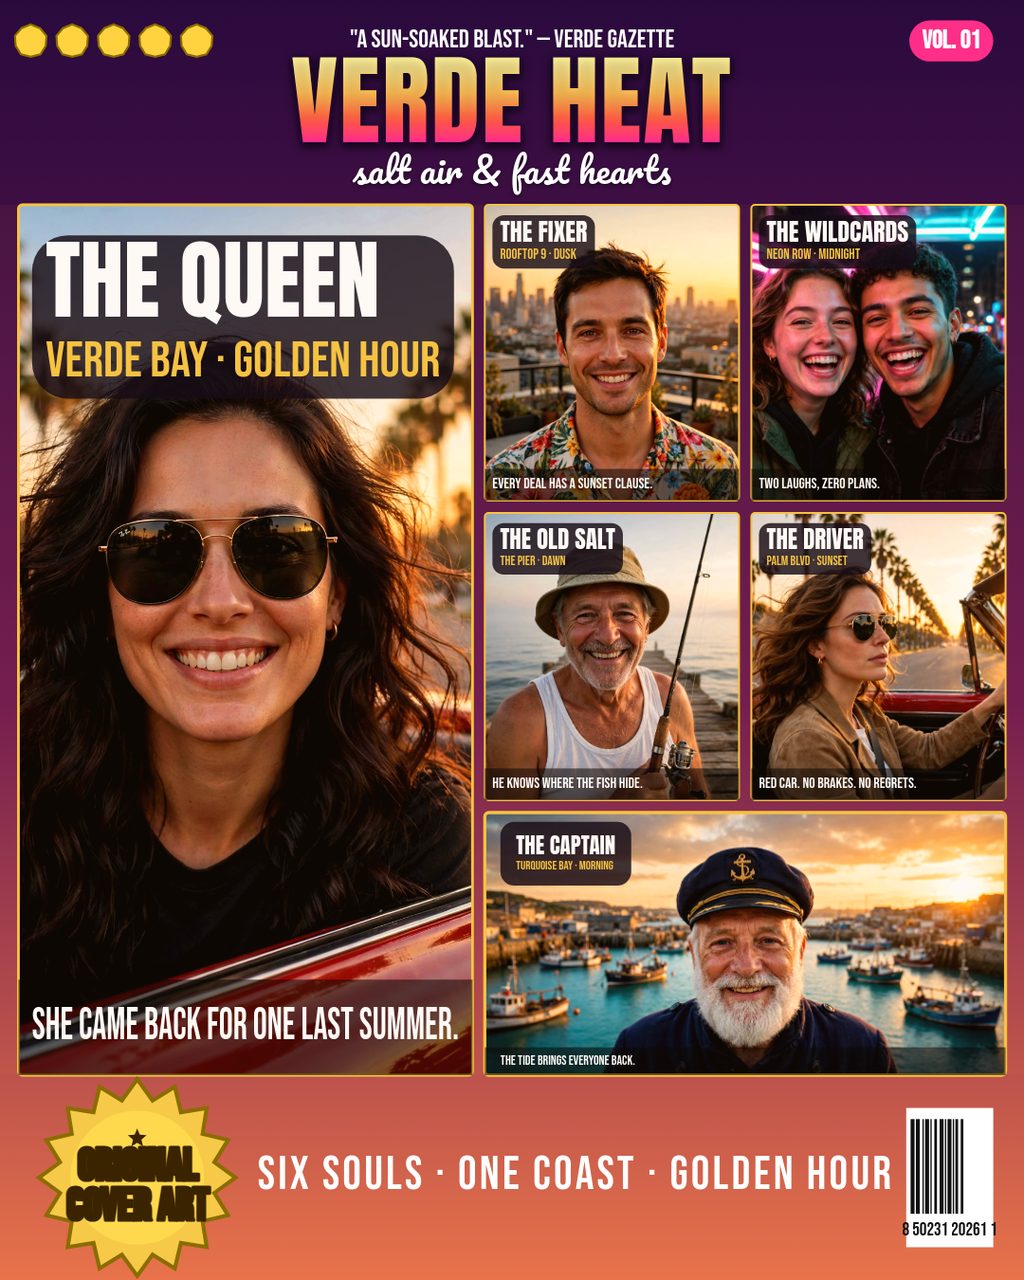 "A SUN-SOAKED BLAST." – VERDE GAZETTE
VOL. 01
VERDE HEAT
salt air & fast hearts
THE QUEEN
VERDE BAY · GOLDEN HOUR
SHE CAME BACK FOR ONE LAST SUMMER.
THE FIXER
ROOFTOP 9 · DUSK
EVERY DEAL HAS A SUNSET CLAUSE.
THE WILDCARDS
NEON ROW · MIDNIGHT
TWO LAUGHS, ZERO PLANS.
THE OLD SALT
THE PIER · DAWN
HE KNOWS WHERE THE FISH HIDE.
THE DRIVER
PALM BLVD · SUNSET
RED CAR. NO BRAKES. NO REGRETS.
THE CAPTAIN
TURQUOISE BAY · MORNING
THE TIDE BRINGS EVERYONE BACK.
ORIGINAL
COVER ART
SIX SOULS · ONE COAST · GOLDEN HOUR
8 50231 20261 1